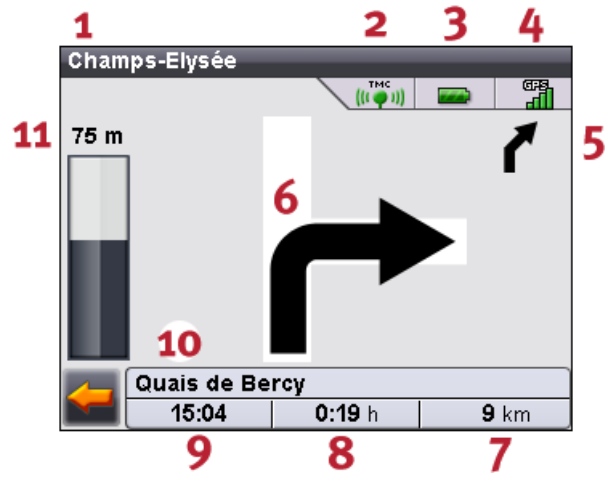 1 2 3 4
Champs-Elysée
TMC GPS
11 75 m 5
6
10
Quais de Bercy
15:04 0:19 h 9 km
9 8 7